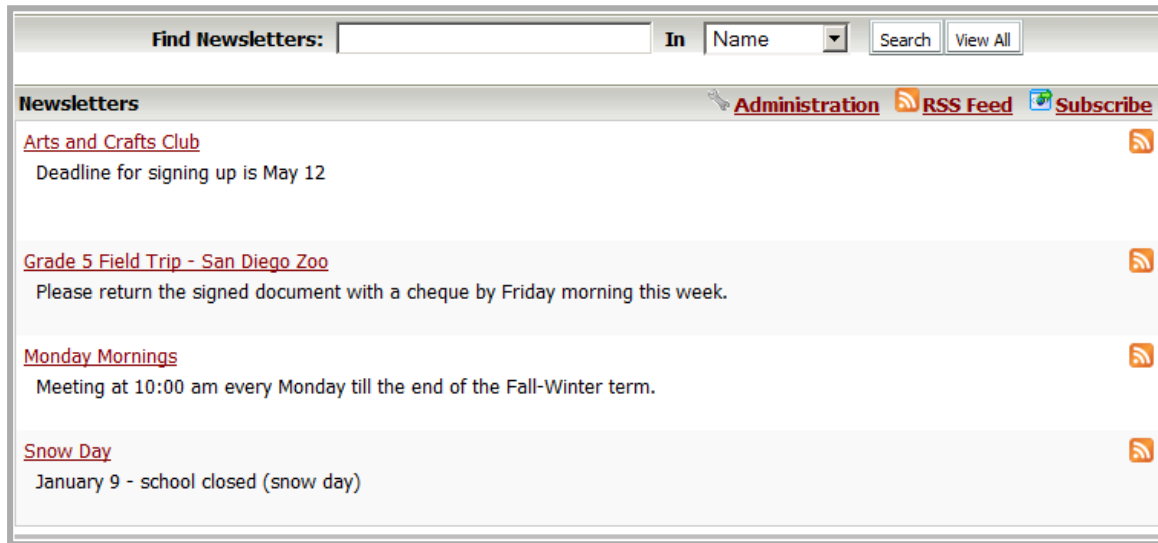 Find Newsletters: In Name Search View All
Newsletters Administration RSS Feed Subscribe
Arts and Crafts Club
Deadline for signing up is May 12
Grade 5 Field Trip - San Diego Zoo
Please return the signed document with a cheque by Friday morning this week.
Monday Mornings
Meeting at 10:00 am every Monday till the end of the Fall-Winter term.
Snow Day
January 9 - school closed (snow day)